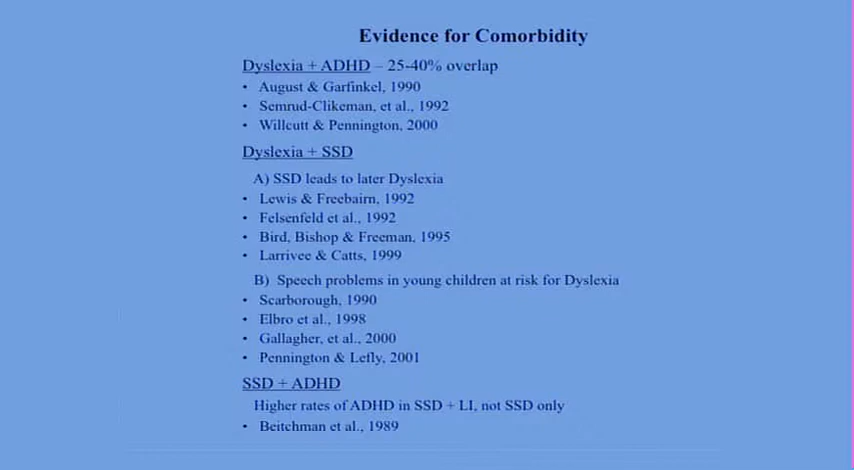 Evidence for Comorbidity
Dyslexia + ADHD – 25-40% overlap
• August & Garfinkel, 1990
• Semrud-Clikeman, et al., 1992
• Willcutt & Pennington, 2000
Dyslexia + SSD
A) SSD leads to later Dyslexia
• Lewis & Freebairn, 1992
• Felsenfeld et al., 1992
• Bird, Bishop & Freeman, 1995
• Larrivee & Catts, 1999
B) Speech problems in young children at risk for Dyslexia
• Scarborough, 1990
• Elbro et al., 1998
• Gallagher, et al., 2000
• Pennington & Lefly, 2001
SSD + ADHD
Higher rates of ADHD in SSD + LI, not SSD only
• Beitchman et al., 1989